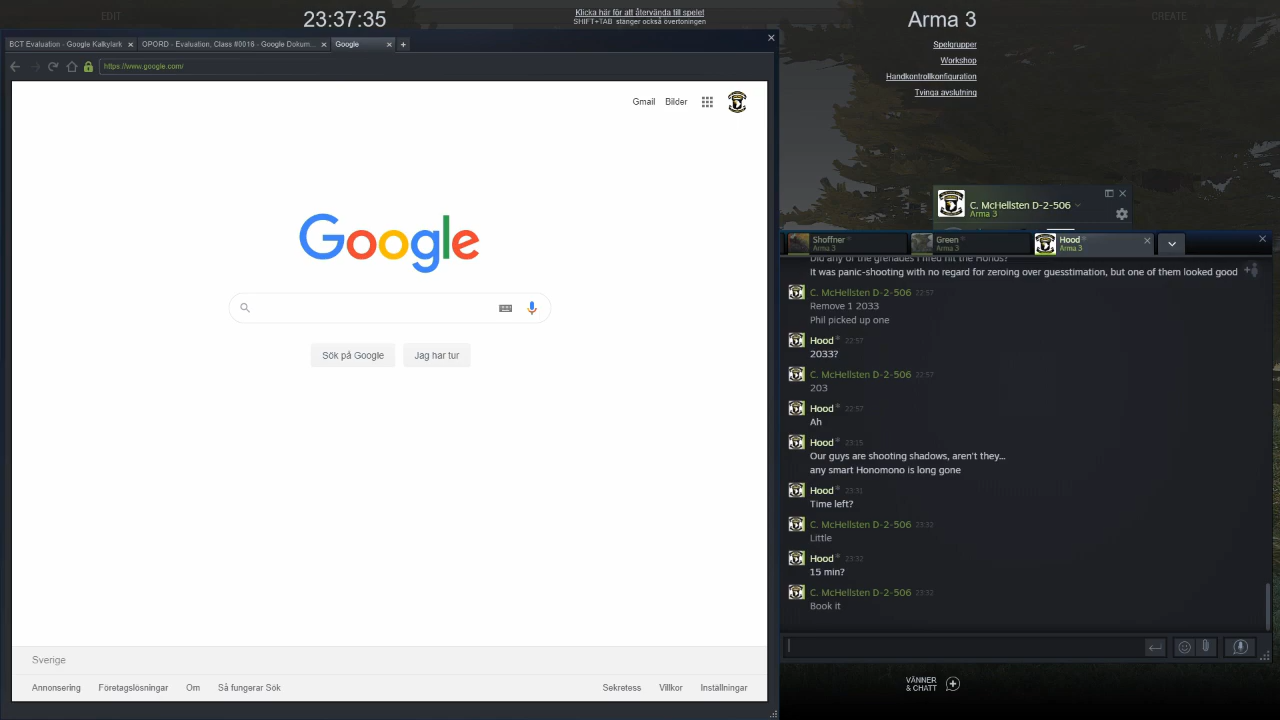 EDIT
23:37:35
Klicka här för att återvända till spelet
SHIFT+TAB stänger också övertoningen
Arma 3
CREATE
Spelgrupper
Workshop
Handkontrollkonfiguration
Tvinga avslutning
BCT Evaluation - Google Kalkylark
OPORD - Evaluation, Class #0016 - Google Dokum...
Google
https://www.google.com/
Gmail
Bilder
Google
Sök på Google
Jag har tur
Sverige
Annonsering
Företagslösningar
Om
Så fungerar Sök
Sekretess
Villkor
Inställningar
C. McHellsten D-2-506
Arma 3
Shaffner
Arma 3
Green
Arma 3
Hood
Arma 3
Did any of the grenades I fired hit the Honos?
It was panic-shooting with no regard for zeroing over guesstimation, but one of them looked good
C. McHellsten D-2-506 22:57
Remove 1 2033
Phil picked up one
Hood 22:57
2033?
C. McHellsten D-2-506 22:57
203
Hood 22:57
Ah
Hood 23:15
Our guys are shooting shadows, aren't they...
any smart Honomono is long gone
Hood 23:31
Time left?
C. McHellsten D-2-506 23:32
Little
Hood 23:32
15 min?
C. McHellsten D-2-506 23:32
Book it
VÄNNER
& CHATT